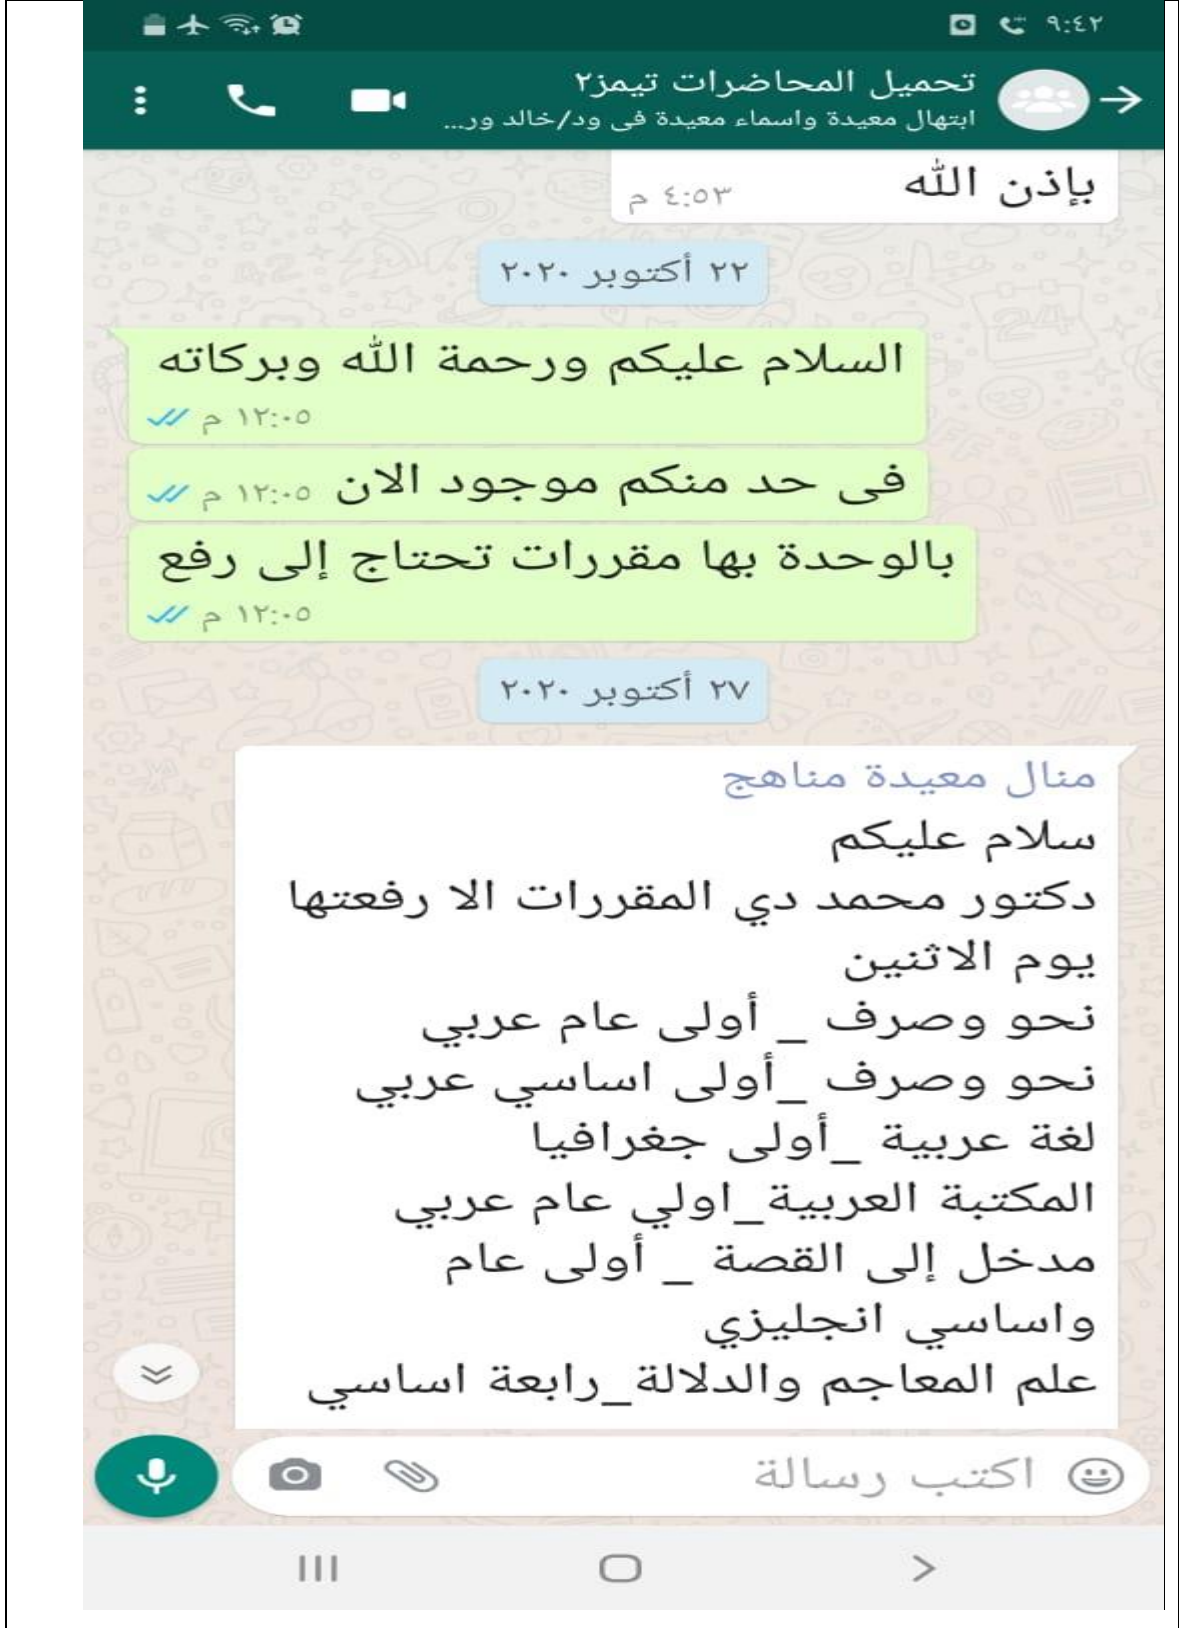 ٩:٤٢
تحميل المحاضرات تيمز٢
ابتهال معيدة واسماء معيدة فى ود/خالد ور...
بإذن الله
٤:٥٣ م
٢٢ أكتوبر ٢٠٢٠
السلام عليكم ورحمة الله وبركاته
١٢:٠٥ م
فى حد منكم موجود الان ١٢:٠٥ م
بالوحدة بها مقررات تحتاج إلى رفع
١٢:٠٥ م
٢٧ أكتوبر ٢٠٢٠
منال معيدة مناهج
سلام عليكم
دكتور محمد دي المقررات الا رفعتها
يوم الاثنين
نحو وصرف _ أولى عام عربي
نحو وصرف _أولى اساسي عربي
لغة عربية _أولى جغرافيا
المكتبة العربية_اولي عام عربي
مدخل إلى القصة _ أولى عام
واساسي انجليزي
علم المعاجم والدلالة_رابعة اساسي
اكتب رسالة